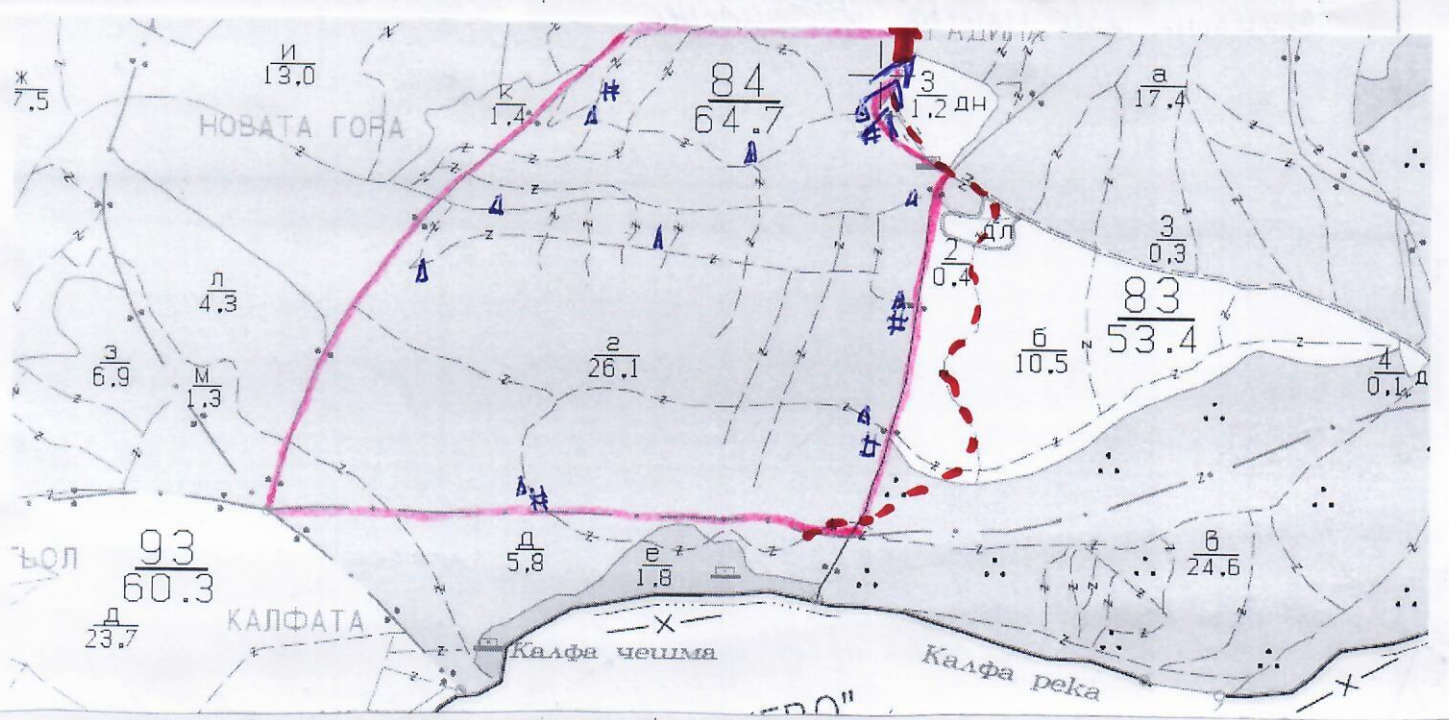 ГРАДИНА
И
13,0
Ж
7,5
К
1,4
84
64.7
З
1,2 ДН
а
17.4
НОВАТА ГОРА
ДЛ
2
0.4
З
0,3
83
53.4
Л
4.3
г
26,1
б
10.5
З
6.9
М
1.3
4
0,1 Д
93
60.3
Д
5.8
е
1.8
в
24.6
Д
23.7
КАЛФАТА
Калфа чешма
Калфа река